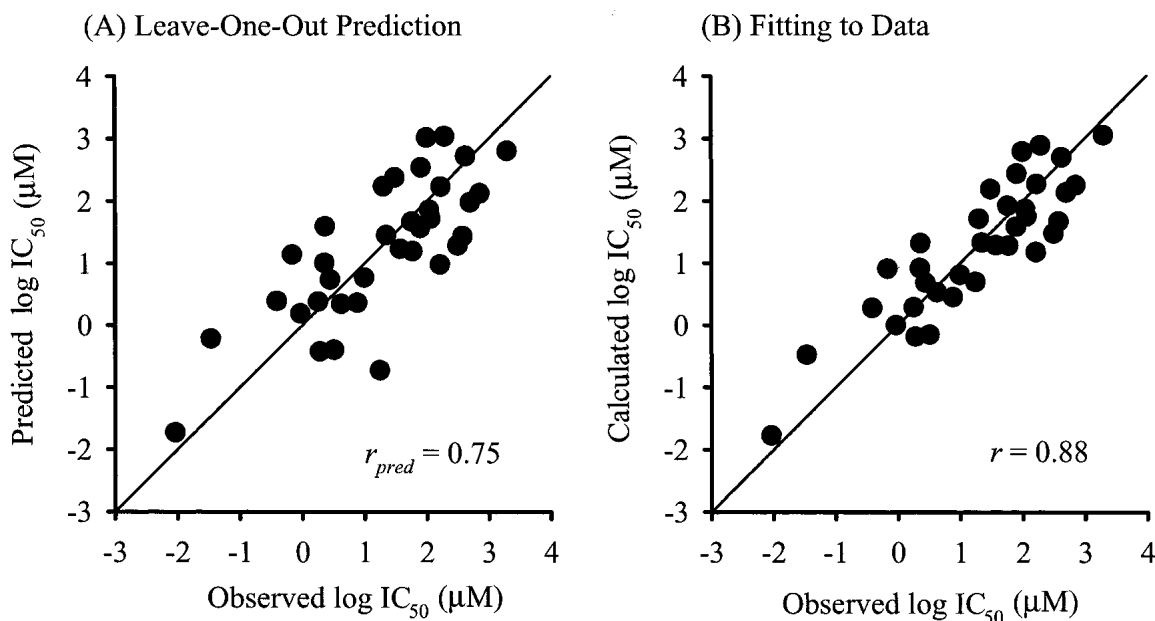 (A) Leave-One-Out Prediction
4
3
2
1
0
-1
-2
-3
Predicted log IC50 (μM)
r_pred = 0.75
-3 -2 -1 0 1 2 3 4
Observed log IC50 (μM)
(B) Fitting to Data
4
3
2
1
0
-1
-2
-3
Calculated log IC50 (μM)
r = 0.88
-3 -2 -1 0 1 2 3 4
Observed log IC50 (μM)